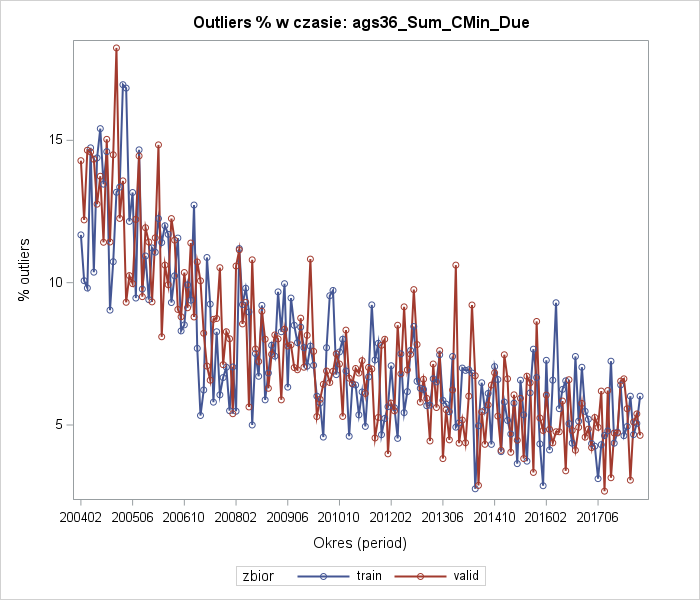 Outliers % w czasie: ags36_Sum_CMin_Due
% outliers
15
10
5
200402 200506 200610 200802 200906 201010 201202 201306 201410 201602 201706
Okres (period)
zbior train valid